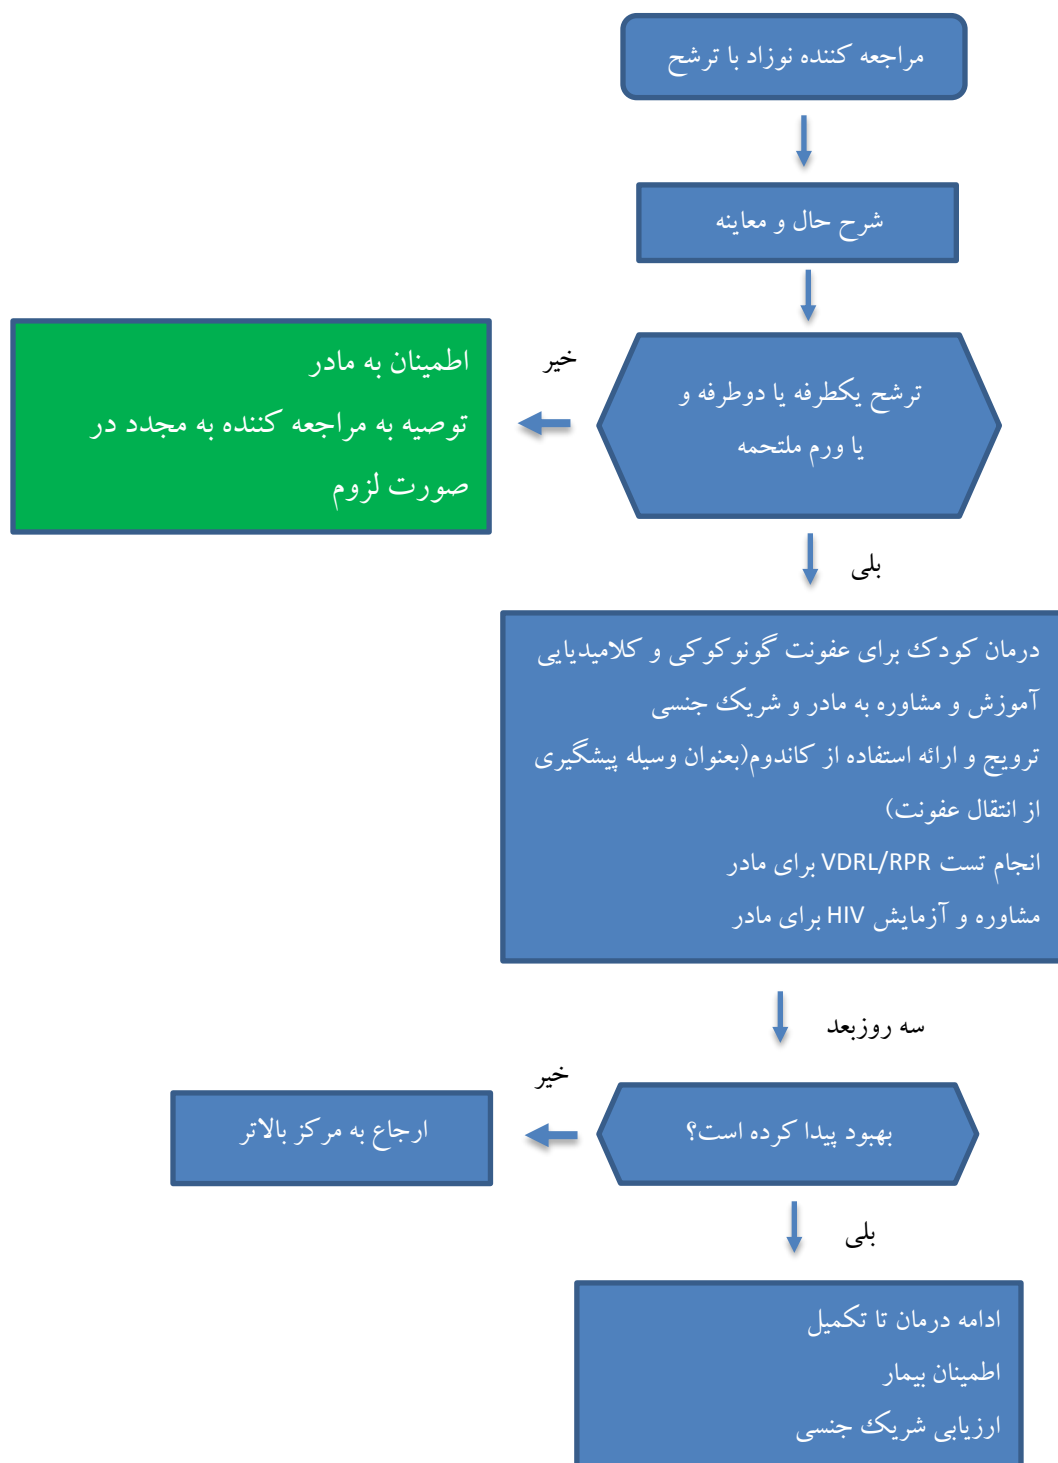 مراجعه کننده نوزاد با ترشح
شرح حال و معاینه
ترشح یکطرفه یا دوطرفه و
یا ورم ملتحمه
خیر
اطمینان به مادر
توصیه به مراجعه کننده به مجدد در
صورت لزوم
بلی
درمان کودک برای عفونت گونوکوکی و کلامیدیایی
آموزش و مشاوره به مادر و شریک جنسی
ترویج و ارائه استفاده از کاندوم(بعنوان وسیله پیشگیری
از انتقال عفونت)
انجام تست VDRL/RPR برای مادر
مشاوره و آزمایش HIV برای مادر
سه روزبعد
بهبود پیدا کرده است؟
خیر
ارجاع به مرکز بالاتر
بلی
ادامه درمان تا تکمیل
اطمینان بیمار
ارزیابی شریک جنسی